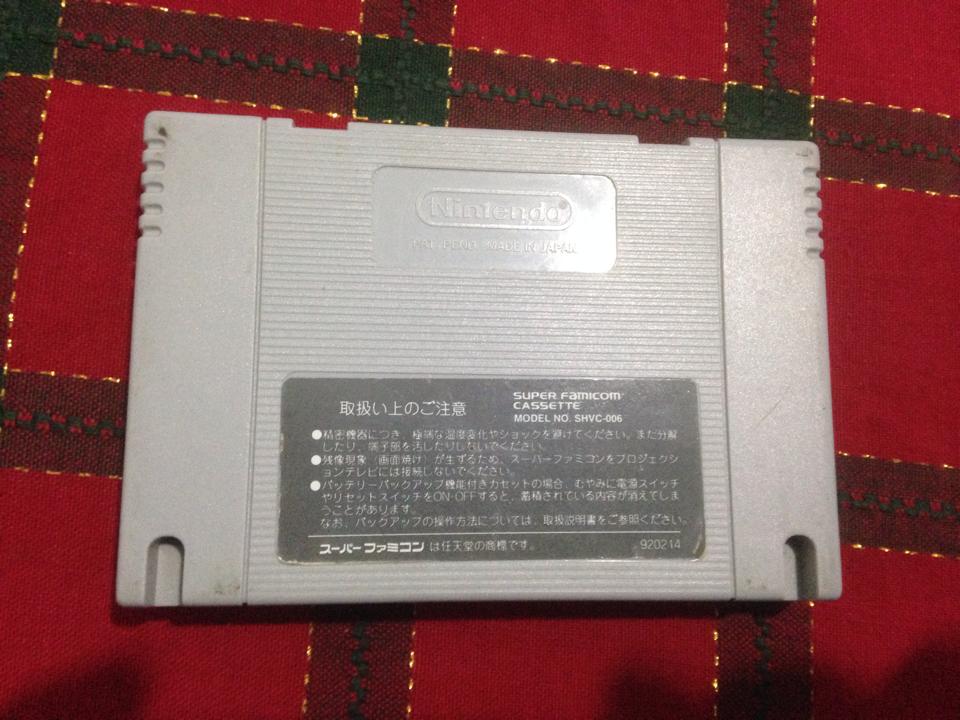 Nintendo
PAT. PEND. MADE IN JAPAN
取扱い上のご注意
SUPER FAMICOM
CASSETTE
MODEL NO. SHVC-006
●精密機器につき、極端な温度変化やショックを避けてください。また分解
したり、端子部を汚したりしないでください。
●残像現象（画面焼け）が生ずるため、スーパーファミコンをプロジェクシ
ョンテレビには接続しないでください。
●バッテリーバックアップ機能付きカセットの場合、むやみに電源スイッチ
やリセットスイッチをON・OFFすると、蓄積されている内容が消えてしま
うことがあります。
なお、バックアップの操作方法については、取扱説明書をご参照ください。
スーパーファミコンは任天堂の商標です。
920214